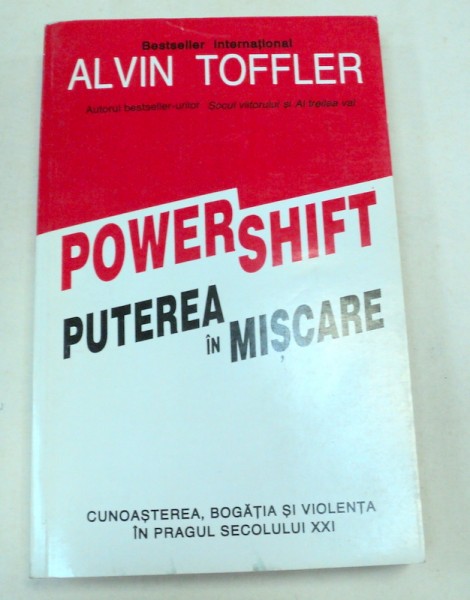 Bestseller internațional
ALVIN TOFFLER
Autorul bestseller-urilor Șocul viitorului și Al treilea val
POWERSHIFT
PUTEREA
ÎN MIȘCARE
CUNOAȘTEREA, BOGĂȚIA ȘI VIOLENȚA
ÎN PRAGUL SECOLULUI XXI